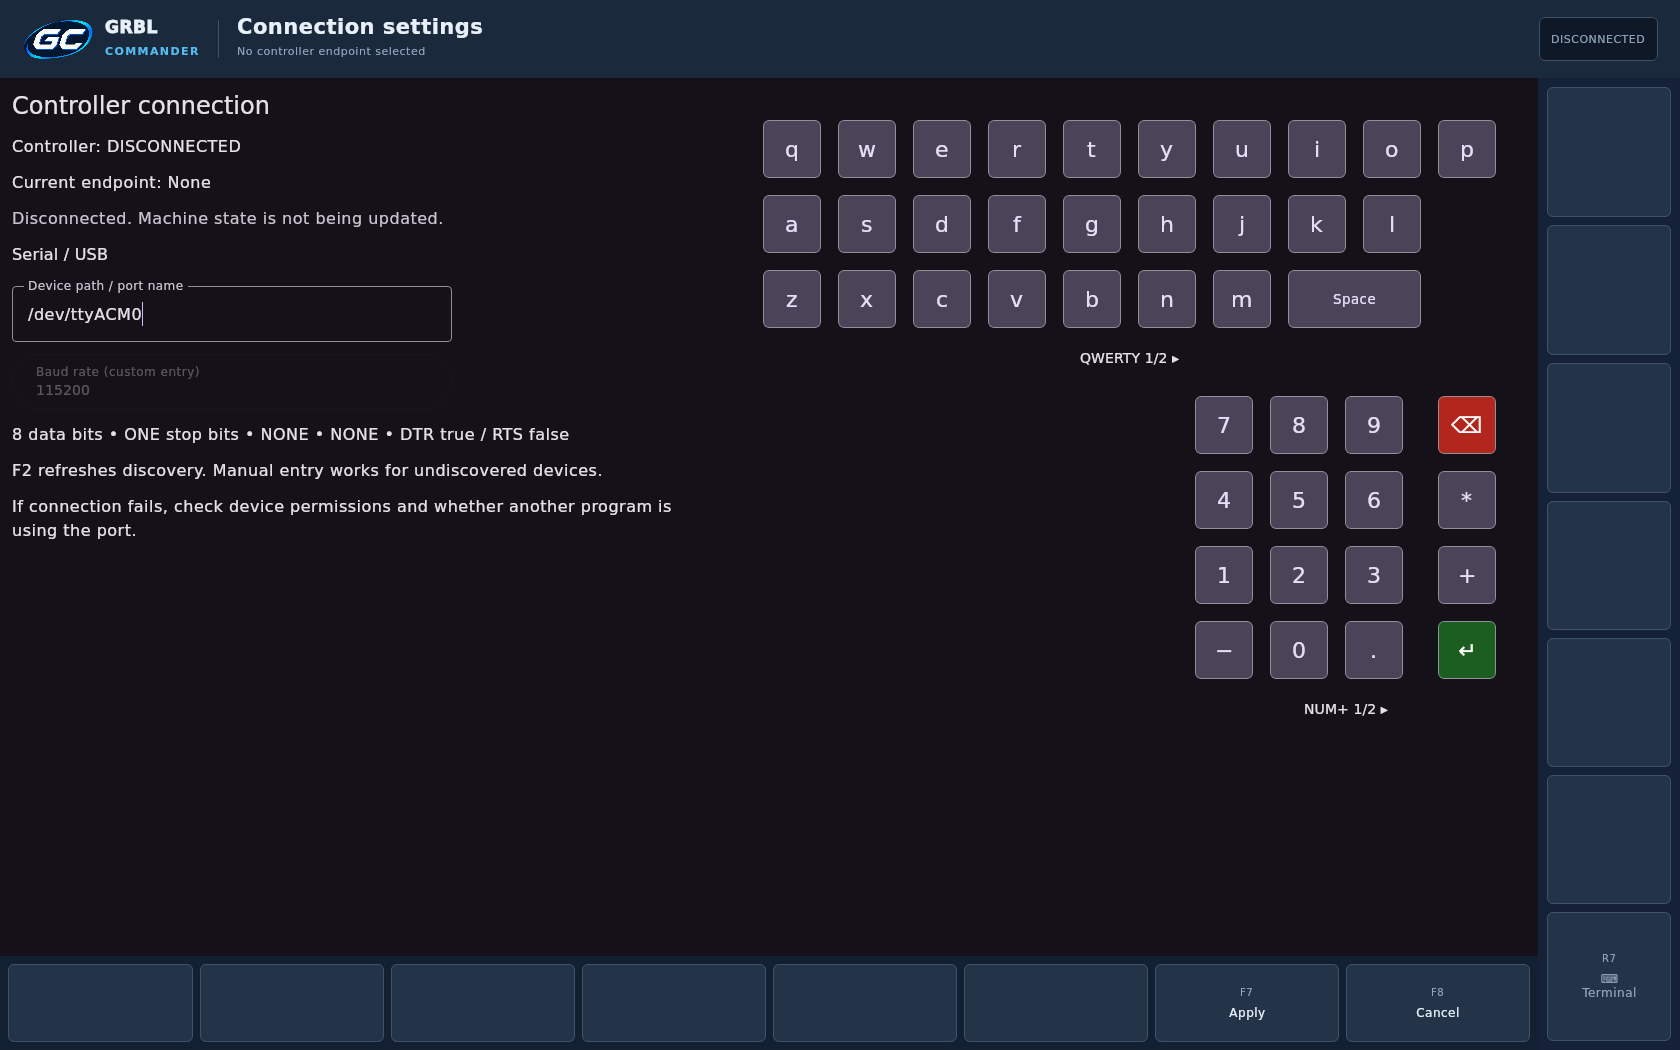 GC
GRBL
COMMANDER
Connection settings
No controller endpoint selected
DISCONNECTED
Controller connection
Controller: DISCONNECTED
Current endpoint: None
Disconnected. Machine state is not being updated.
Serial / USB
Device path / port name
/dev/ttyACM0
Baud rate (custom entry)
115200
8 data bits • ONE stop bits • NONE • NONE • DTR true / RTS false
F2 refreshes discovery. Manual entry works for undiscovered devices.
If connection fails, check device permissions and whether another program is
using the port.
q w e r t y u i o p
a s d f g h j k l
z x c v b n m Space
QWERTY 1/2 ▸
7 8 9 ⌫
4 5 6 *
1 2 3 +
− 0 . ↵
NUM+ 1/2 ▸
F7
Apply
F8
Cancel
R7
⌨
Terminal